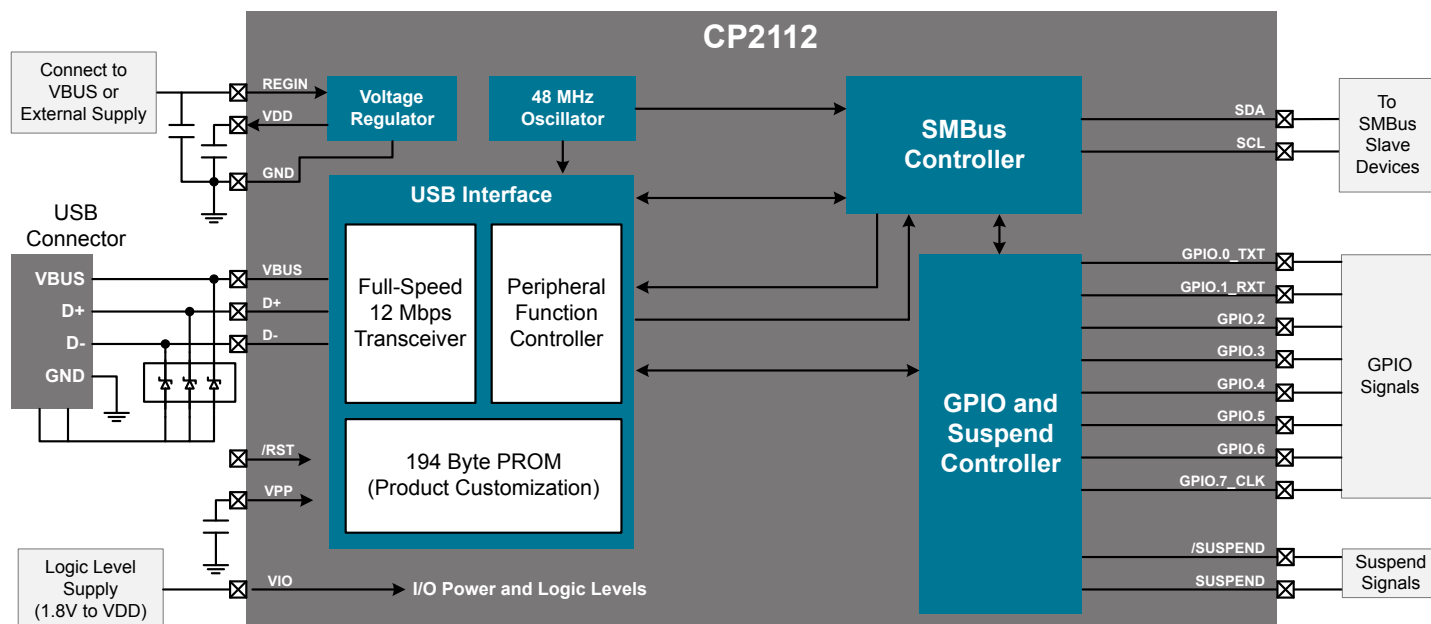 CP2112
Connect to
VBUS or
External Supply
REGIN
VDD
GND
Voltage
Regulator
48 MHz
Oscillator
SMBus
Controller
SDA
SCL
To
SMBus
Slave
Devices
USB
Connector
VBUS
D+
D-
GND
VBUS
D+
D-
USB Interface
Full-Speed
12 Mbps
Transceiver
Peripheral
Function
Controller
194 Byte PROM
(Product Customization)
/RST
VPP
GPIO and
Suspend
Controller
GPIO.0_TXT
GPIO.1_RXT
GPIO.2
GPIO.3
GPIO.4
GPIO.5
GPIO.6
GPIO.7_CLK
GPIO
Signals
/SUSPEND
SUSPEND
Suspend
Signals
Logic Level
Supply
(1.8V to VDD)
VIO
I/O Power and Logic Levels